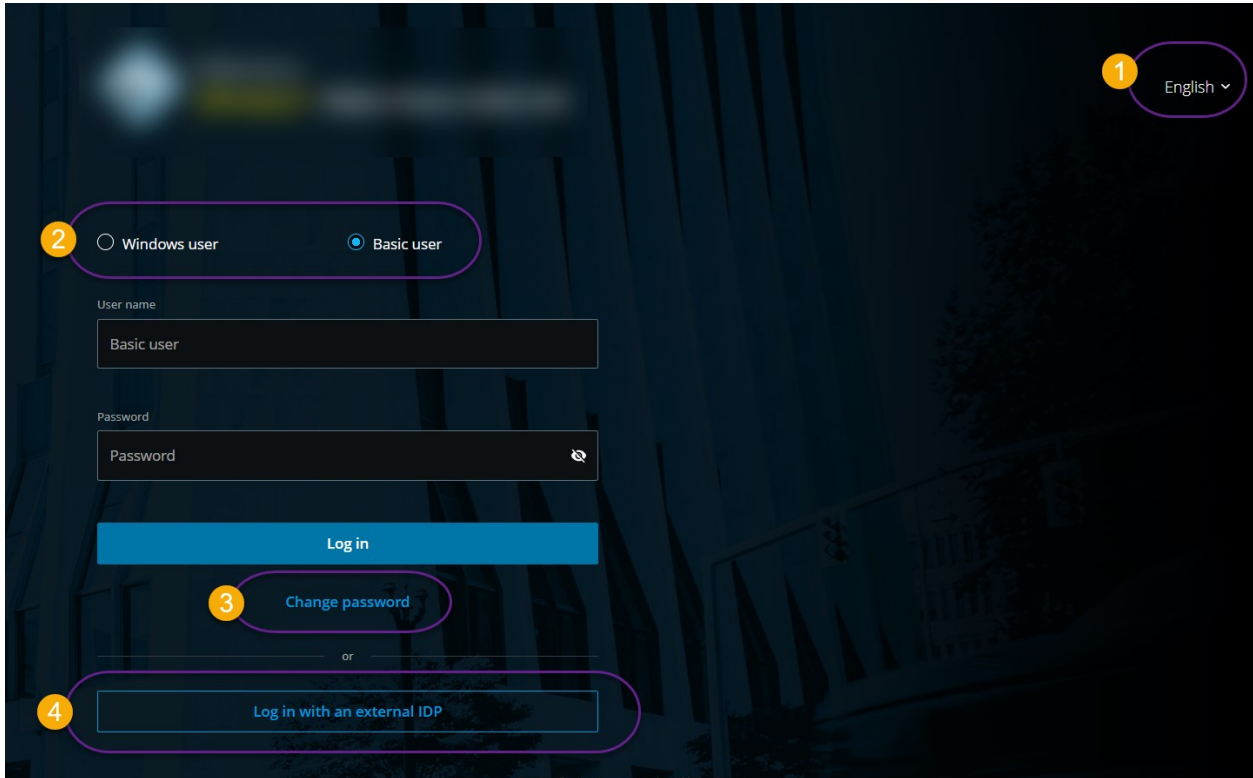 1
English
2
Windows user
Basic user
User name
Basic user
Password
Password
Log in
3
Change password
or
4
Log in with an external IDP